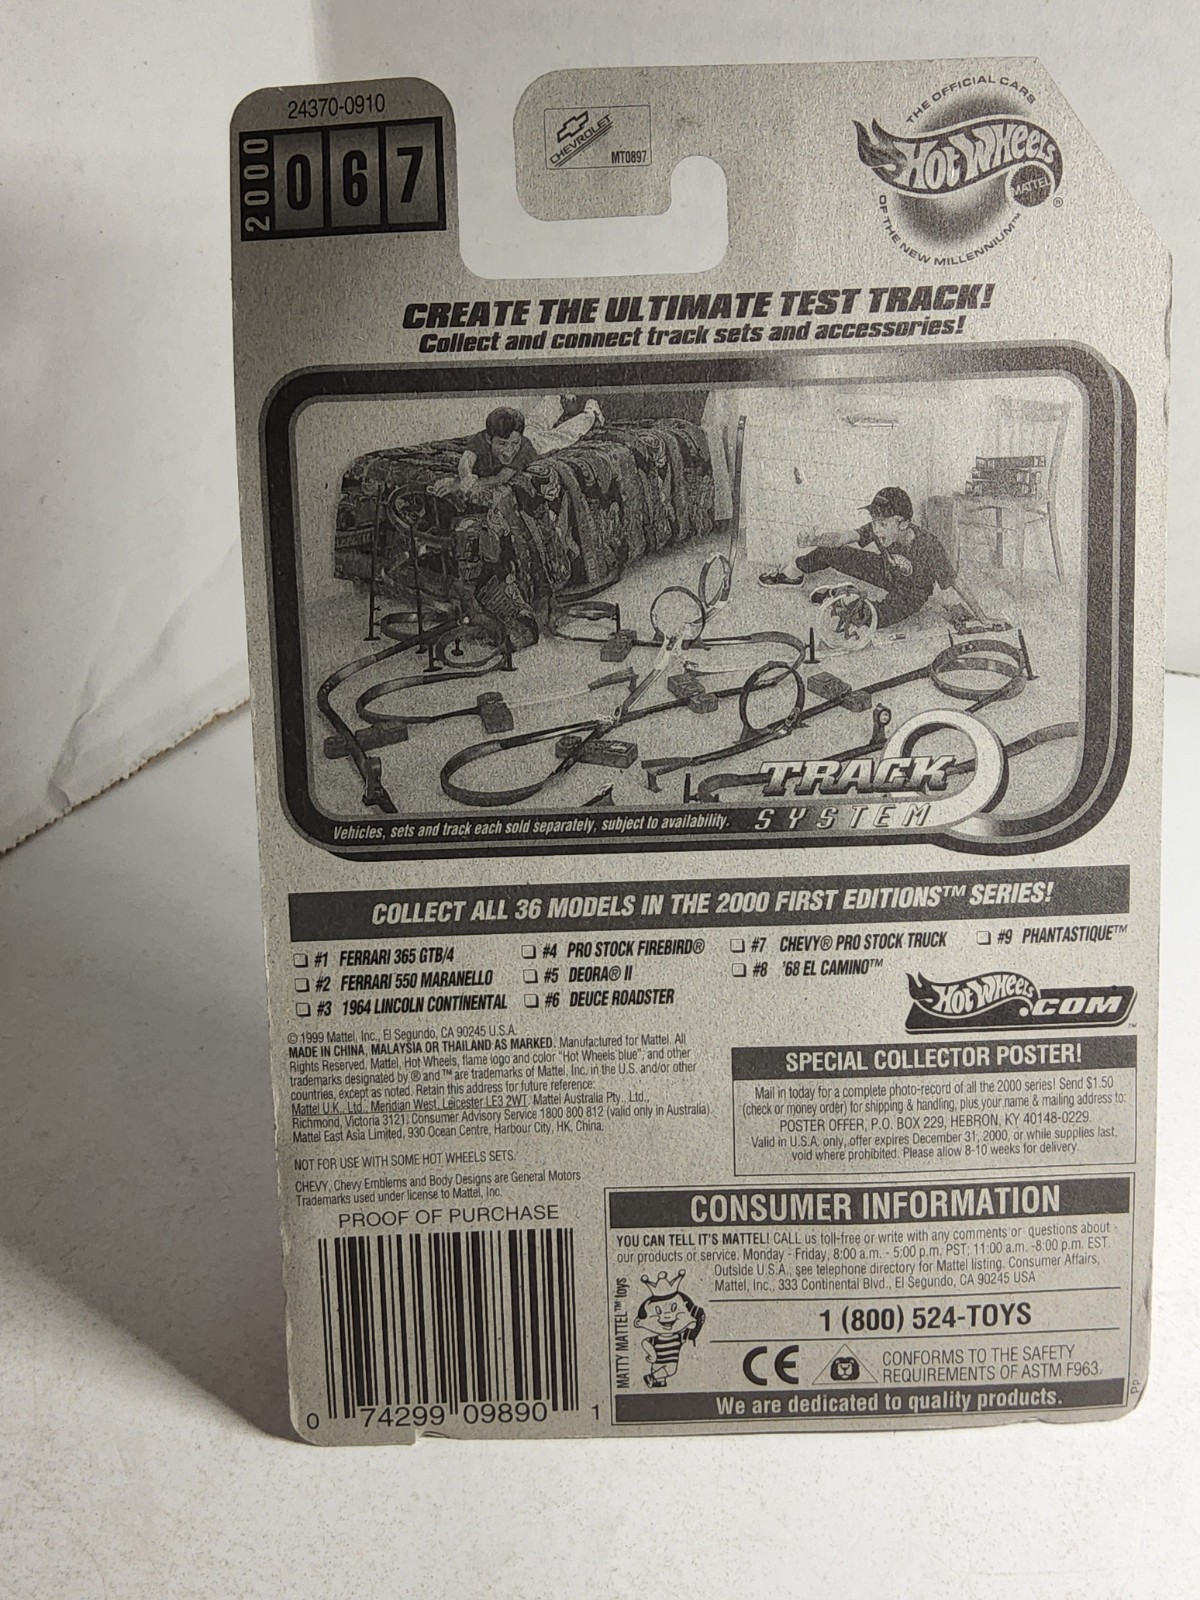 24370-0910
2000
067
CHEVROLET
MT0897
THE OFFICIAL CARS
HOT WHEELS
MATTEL ®
OF THE NEW MILLENNIUM™
CREATE THE ULTIMATE TEST TRACK!
Collect and connect track sets and accessories!
TRACK
SYSTEM
Vehicles, sets and track each sold separately, subject to availability.
COLLECT ALL 36 MODELS IN THE 2000 FIRST EDITIONS™ SERIES!
#1 FERRARI 365 GTB/4
#2 FERRARI 550 MARANELLO
#3 1964 LINCOLN CONTINENTAL
#4 PRO STOCK FIREBIRD®
#5 DEORA® II
#6 DEUCE ROADSTER
#7 CHEVY® PRO STOCK TRUCK
#8 '68 EL CAMINO™
#9 PHANTASTIQUE™
HOT WHEELS.COM™
© 1999 Mattel, Inc., El Segundo, CA 90245 U.S.A.
MADE IN CHINA, MALAYSIA OR THAILAND AS MARKED. Manufactured for Mattel. All
Rights Reserved. Mattel, Hot Wheels, flame logo and color "Hot Wheels blue", and other
trademarks designated by ® and ™ are trademarks of Mattel, Inc. in the U.S. and/or other
countries, except as noted. Retain this address for future reference:
Mattel U.K. Ltd., Meridian West, Leicester LE3 2WT. Mattel Australia Pty., Ltd.,
Richmond, Victoria 3121. Consumer Advisory Service 1800 800 812 (valid only in Australia).
Mattel East Asia Limited, 930 Ocean Centre, Harbour City, HK, China.
NOT FOR USE WITH SOME HOT WHEELS SETS.
CHEVY, Chevy Emblems and Body Designs are General Motors
Trademarks used under license to Mattel, Inc.
SPECIAL COLLECTOR POSTER!
Mail in today for a complete photo-record of all the 2000 series! Send $1.50
(check or money order) for shipping & handling, plus your name & mailing address to:
POSTER OFFER, P.O. BOX 229, HEBRON, KY 40148-0229.
Valid in U.S.A. only, offer expires December 31, 2000, or while supplies last,
void where prohibited. Please allow 8-10 weeks for delivery.
PROOF OF PURCHASE
0 74299 09890 1
CONSUMER INFORMATION
YOU CAN TELL IT'S MATTEL! CALL us toll-free or write with any comments or questions about
our products or service. Monday - Friday, 8:00 a.m. - 5:00 p.m. PST; 11:00 a.m. -8:00 p.m. EST.
Outside U.S.A., see telephone directory for Mattel listing. Consumer Affairs,
Mattel, Inc., 333 Continental Blvd., El Segundo, CA 90245 USA
MATTY MATTEL™ toys
1 (800) 524-TOYS
CE
CONFORMS TO THE SAFETY
REQUIREMENTS OF ASTM F963.
We are dedicated to quality products.
pp